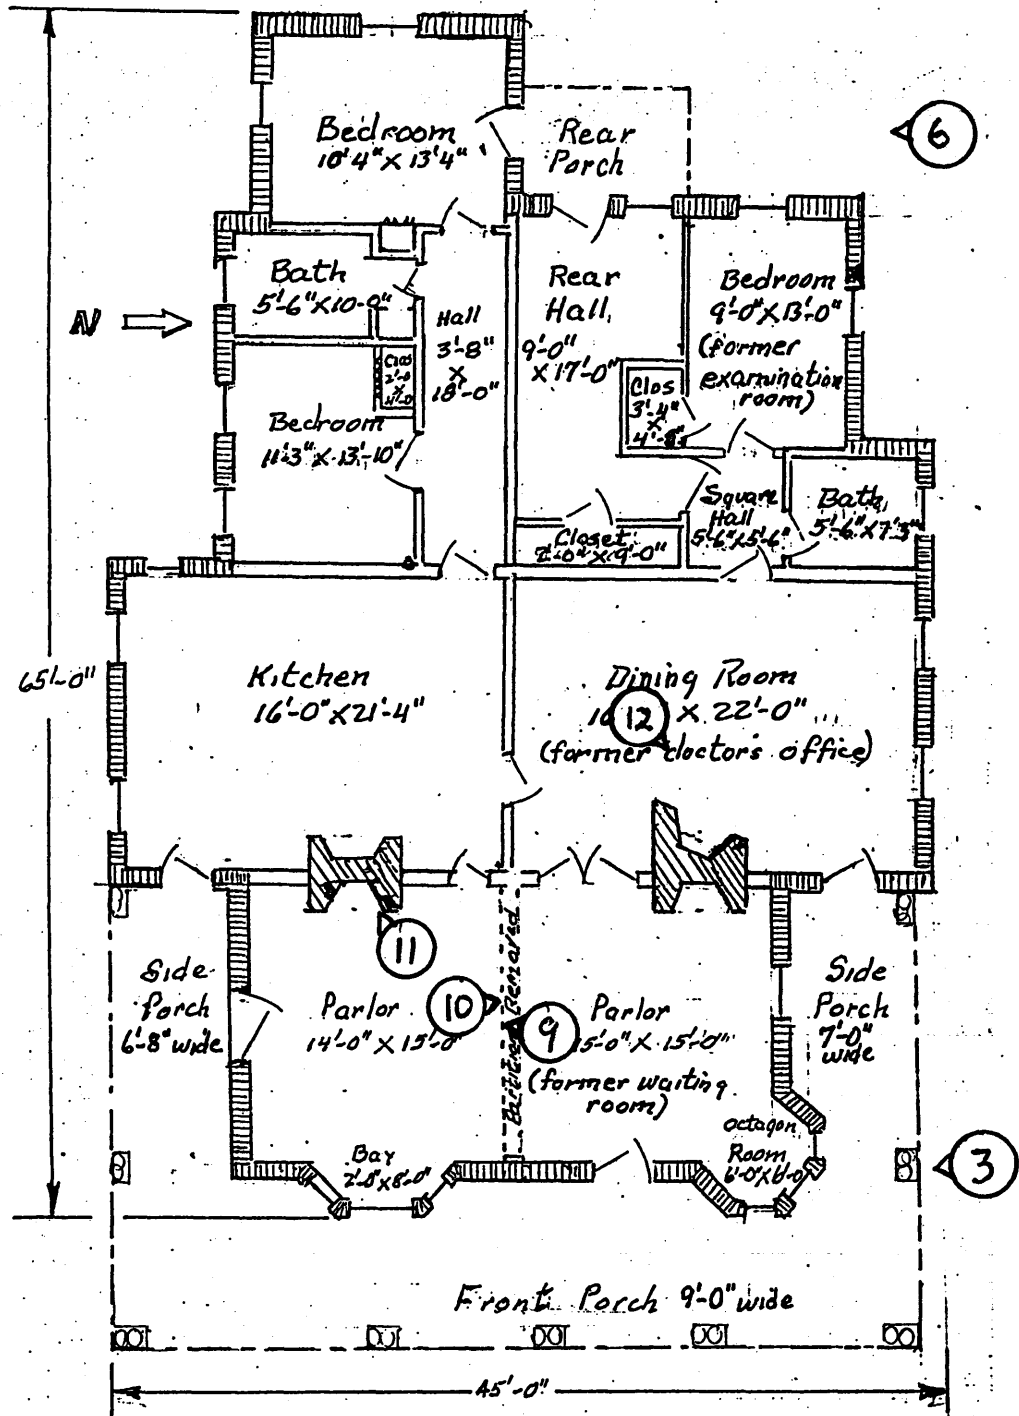 Bedroom
10'4" X 13'4"
Rear
Porch
6
Bath
5'-6" X 10'-0"
Hall
3'-8"
X
18'-0"
Rear
Hall
9'-0"
X 17'-0"
Bedroom
9'-0" X 13'-0"
(former
examination
room)
N
Clos
2'-0"
X
Clos
3'-4"
X
4'-8"
Bedroom
11'3" X 13'-10"
Square
Hall
5'-6" X 5'-6"
Bath
5'-6" X 7'3"
Closet
2'-0" X 9'-0"
65'-0"
Kitchen
16'-0" X 21'-4"
Dining Room
12
X 22'-0"
(former doctor's office)
11
Side
Porch
6'-8" wide
Parlor
14'-0" X 15'-0"
10
Partition Removed
9
Parlor
15'-0" X 15'-0"
(former waiting
room)
Side
Porch
7'-0"
wide
Bay
2'-8" X 8'-0"
octagon
Room
6'-0" X 6'-0"
3
Front Porch 9'-0" wide
45'-0"